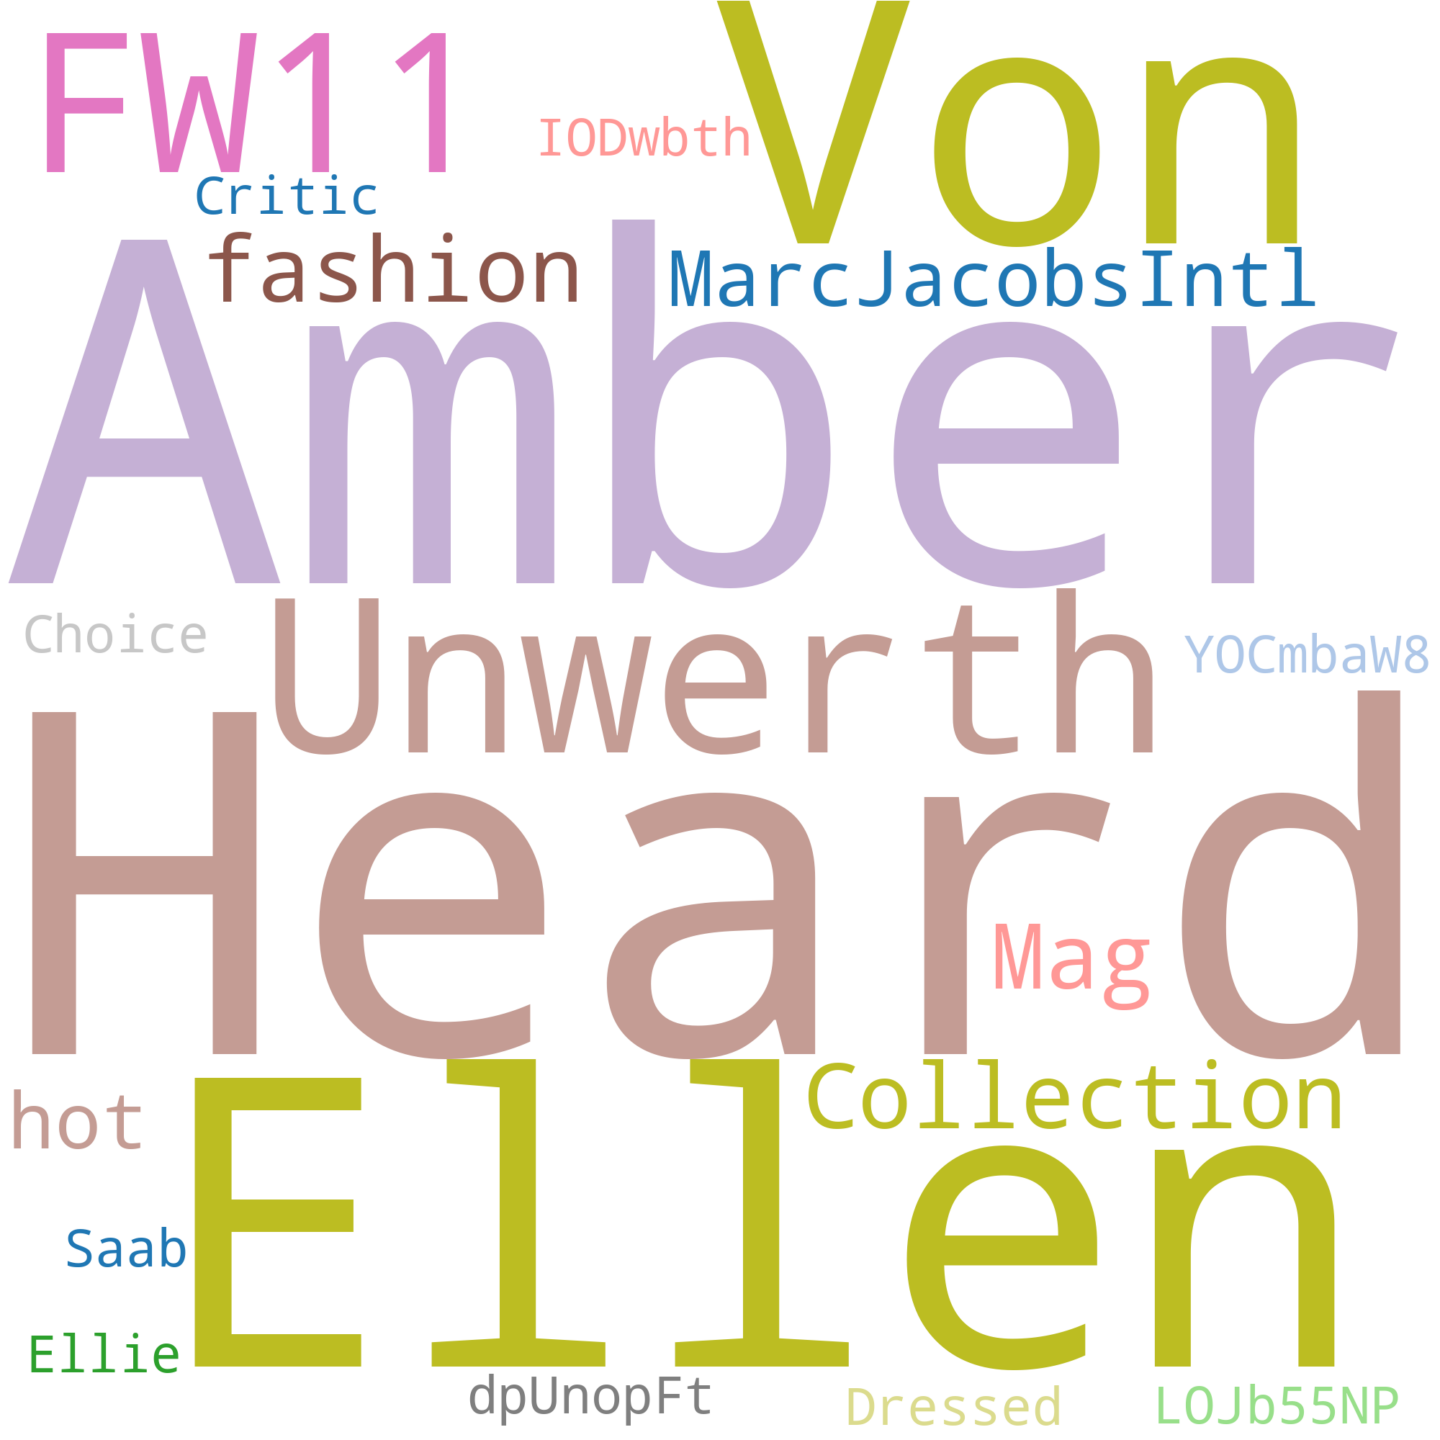 FW11
Von
IODwbth
Critic
fashion
MarcJacobsIntl
Amber
Choice
Unwerth
YOCmbaW8
Heard
Mag
hot
Collection
Ellen
Saab
Ellie
dpUnopFt
Dressed
LOJb55NP